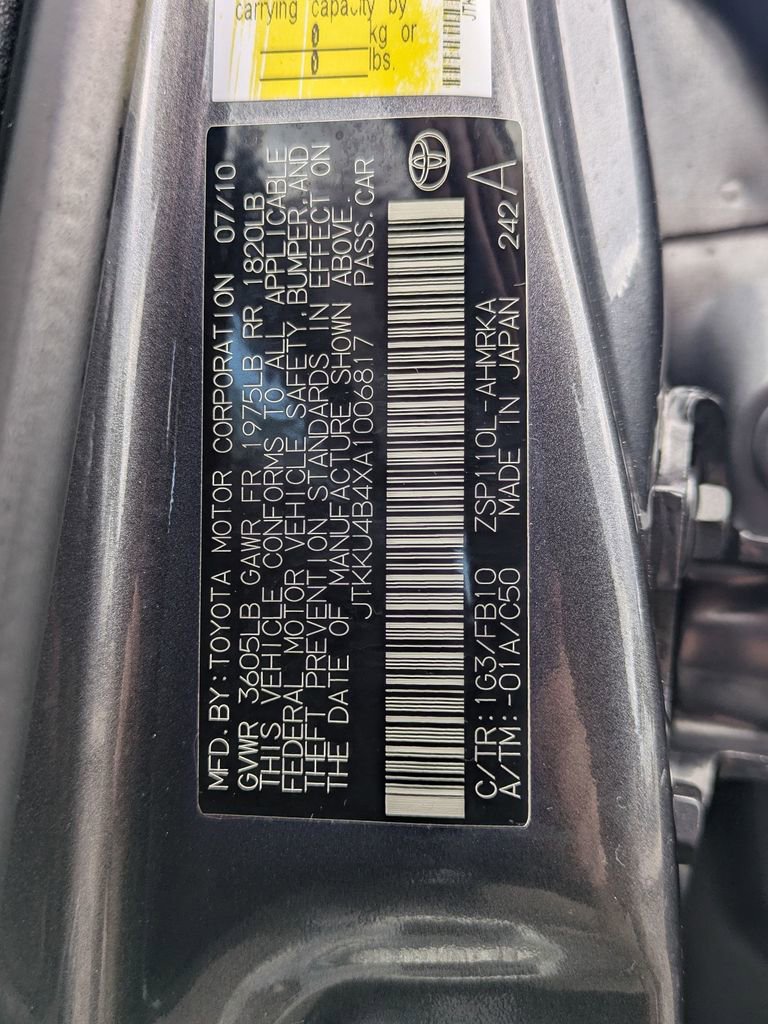 carrying capacity by
0 kg or
0 lbs.
MFD.BY:TOYOTA MOTOR CORPORATION 07/10
GVWR 3605LB GAWR FR 1975LB RR 1820LB
THIS VEHICLE CONFORMS TO ALL APPLICABLE
FEDERAL MOTOR VEHICLE SAFETY,BUMPER,AND
THEFT PREVENTION STANDARDS IN EFFECT ON
THE DATE OF MANUFACTURE SHOWN ABOVE.
JTKKU4B4XA1006817 PASS.CAR
C/TR:1G3/FB10 ZSP110L-AHMRKA
A/TM:-01A/C50 MADE IN JAPAN 242A